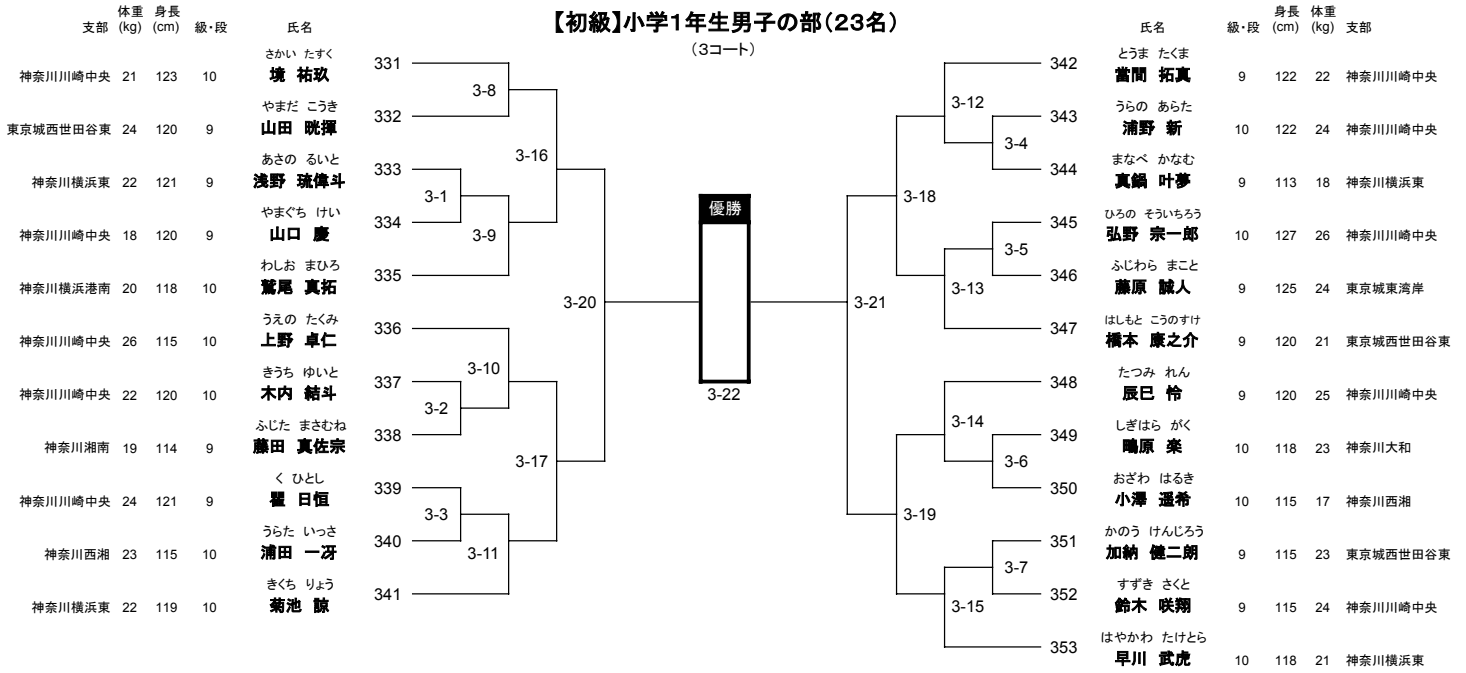 【初級】小学1年生男子の部(23名)
(3コート)
支部 体重(kg) 身長(cm) 級・段 氏名
氏名 級・段 身長(cm) 体重(kg) 支部
さかい たすく
神奈川川崎中央 21 123 10 境 祐玖 331
やまだ こうき
東京城西世田谷東 24 120 9 山田 晄揮 332
あさの るいと
神奈川横浜東 22 121 9 浅野 琉偉斗 333
やまぐち けい
神奈川川崎中央 18 120 9 山口 慶 334
わしお まひろ
神奈川横浜港南 20 118 10 鷲尾 真拓 335
うえの たくみ
神奈川川崎中央 26 115 10 上野 卓仁 336
きうち ゆいと
神奈川川崎中央 22 120 10 木内 結斗 337
ふじた まさむね
神奈川湘南 19 114 9 藤田 真佐宗 338
く ひとし
神奈川川崎中央 24 121 9 瞿 日恒 339
うらた いっさ
神奈川西湘 23 115 10 浦田 一冴 340
きくち りょう
神奈川横浜東 22 119 10 菊池 諒 341
3-8
3-16
3-1
3-9
3-20
3-10
3-2
3-17
3-3
3-11
優勝
3-22
3-12
3-4
3-18
3-5
3-13
3-21
3-14
3-6
3-19
3-7
3-15
とうま たくま
342 當間 拓真 9 122 22 神奈川川崎中央
うらの あらた
343 浦野 新 10 122 24 神奈川川崎中央
まなべ かなむ
344 真鍋 叶夢 9 113 18 神奈川横浜東
ひろの そういちろう
345 弘野 宗一郎 10 127 26 神奈川川崎中央
ふじわら まこと
346 藤原 誠人 9 125 24 東京城東湾岸
はしもと こうのすけ
347 橋本 康之介 9 120 21 東京城西世田谷東
たつみ れん
348 辰巳 怜 9 120 25 神奈川川崎中央
しぎはら がく
349 鴫原 楽 10 118 23 神奈川大和
おざわ はるき
350 小澤 遥希 10 115 17 神奈川西湘
かのう けんじろう
351 加納 健二朗 9 115 23 東京城西世田谷東
すずき さくと
352 鈴木 咲翔 9 115 24 神奈川川崎中央
はやかわ たけとら
353 早川 武虎 10 118 21 神奈川横浜東